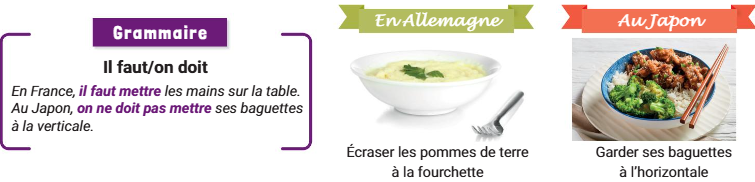 Grammaire
Il faut/on doit
En France, il faut mettre les mains sur la table.
Au Japon, on ne doit pas mettre ses baguettes
à la verticale.
En Allemagne
Écraser les pommes de terre
à la fourchette
Au Japon
Garder ses baguettes
à l'horizontale